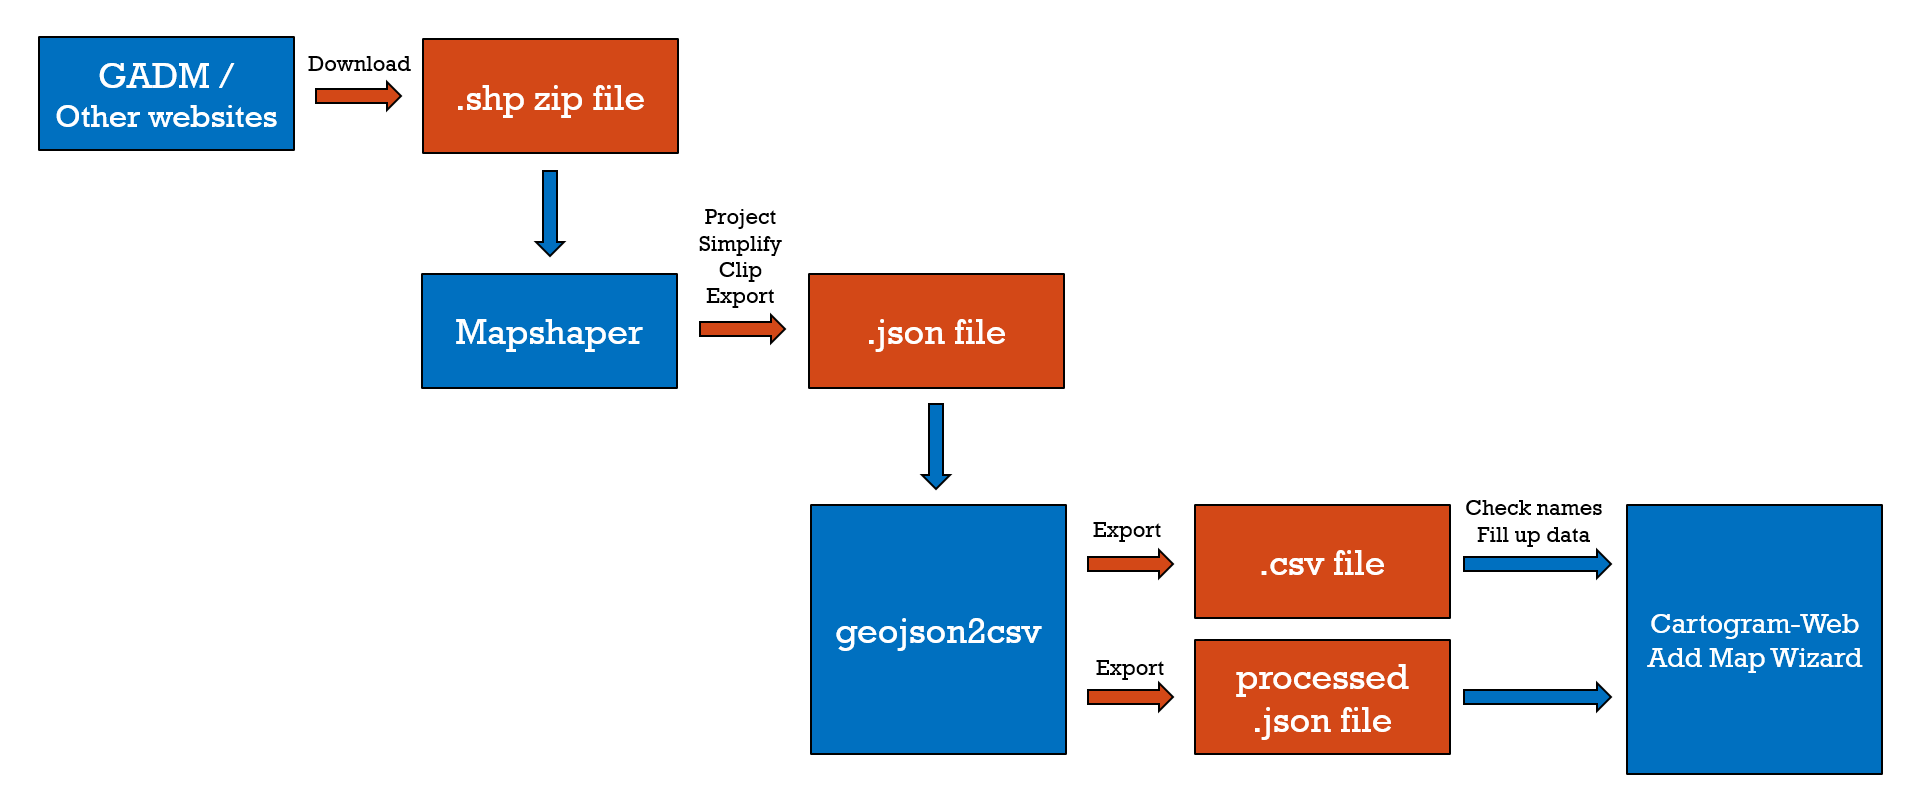 GADM /
Other websites
Download
.shp zip file
Project
Simplify
Clip
Export
Mapshaper
.json file
geojson2csv
Export
.csv file
Check names
Fill up data
Export
processed
.json file
Cartogram-Web
Add Map Wizard